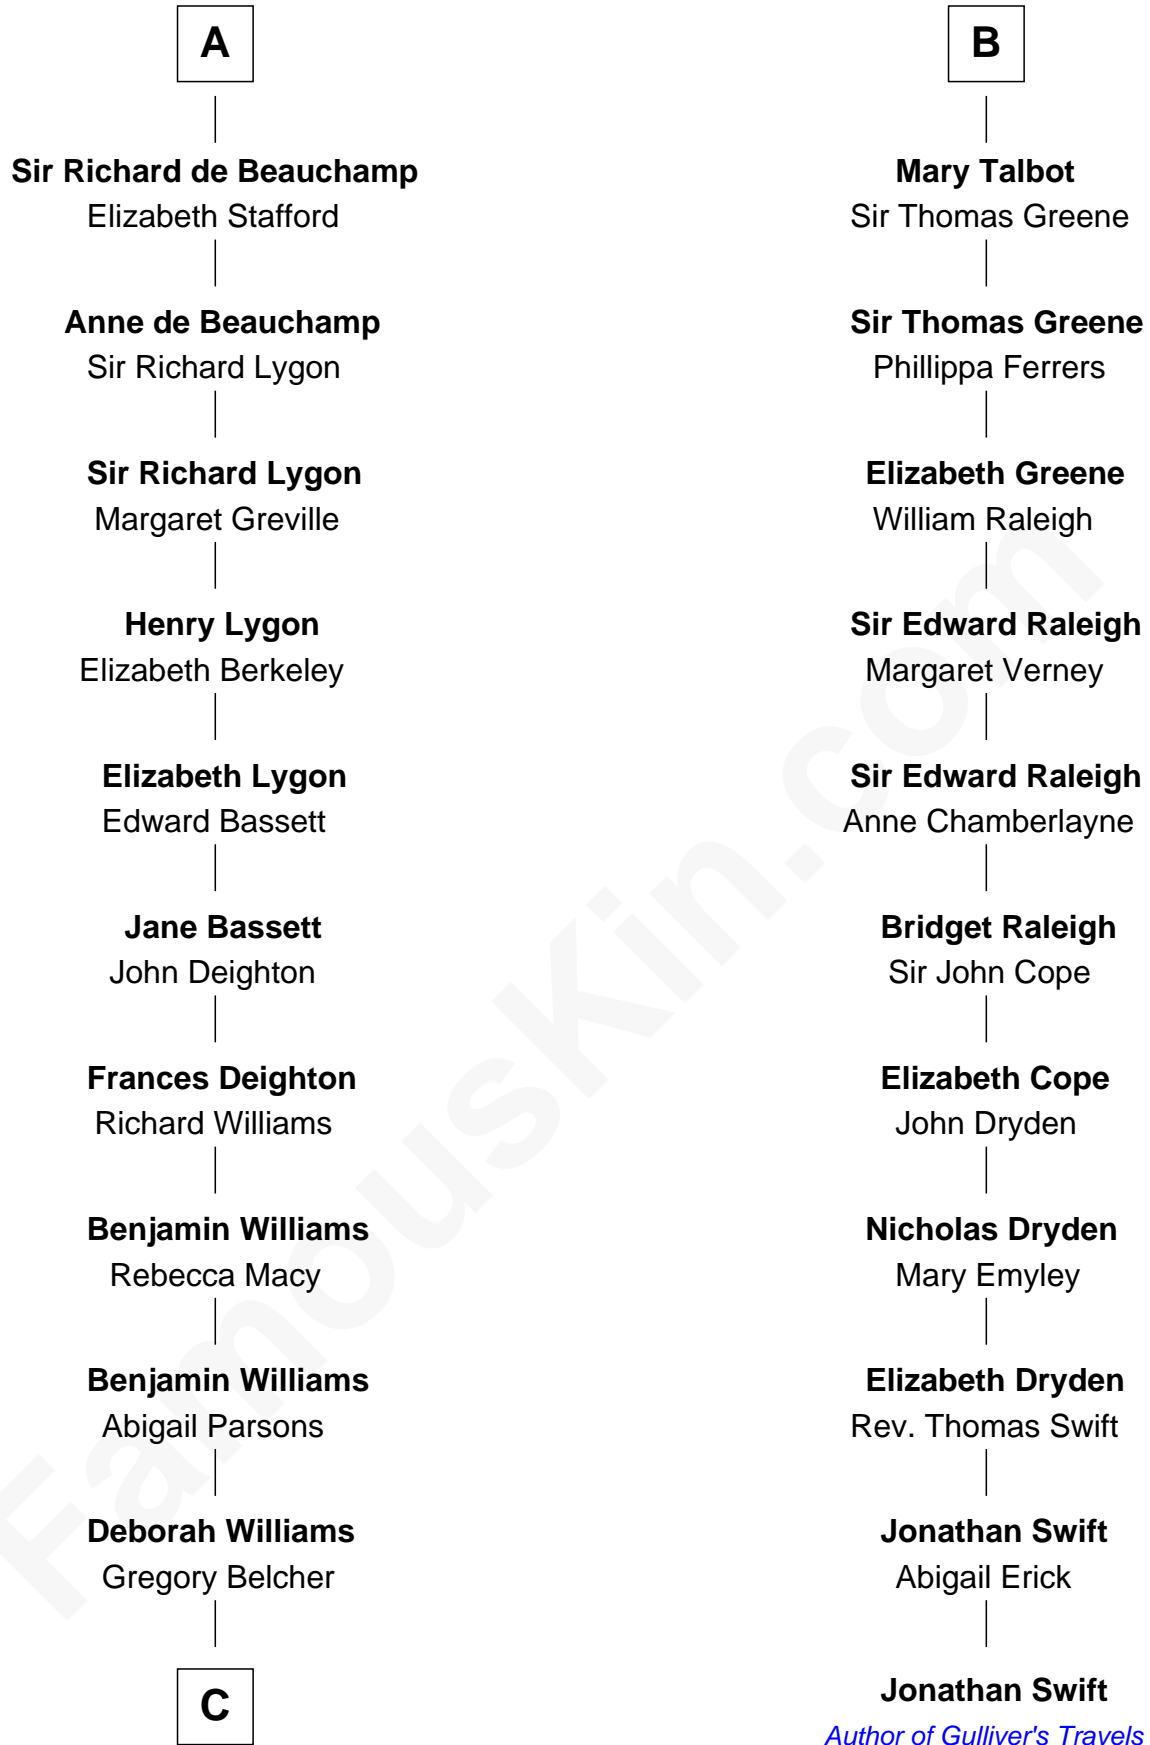 A
Sir Richard de Beauchamp
Elizabeth Stafford
Anne de Beauchamp
Sir Richard Lygon
Sir Richard Lygon
Margaret Greville
Henry Lygon
Elizabeth Berkeley
Elizabeth Lygon
Edward Bassett
Jane Bassett
John Deighton
Frances Deighton
Richard Williams
Benjamin Williams
Rebecca Macy
Benjamin Williams
Abigail Parsons
Deborah Williams
Gregory Belcher
C
B
Mary Talbot
Sir Thomas Greene
Sir Thomas Greene
Phillippa Ferrers
Elizabeth Greene
William Raleigh
Sir Edward Raleigh
Margaret Verney
Sir Edward Raleigh
Anne Chamberlayne
Bridget Raleigh
Sir John Cope
Elizabeth Cope
John Dryden
Nicholas Dryden
Mary Emyley
Elizabeth Dryden
Rev. Thomas Swift
Jonathan Swift
Abigail Erick
Jonathan Swift
Author of Gulliver's Travels
FamousKin.com